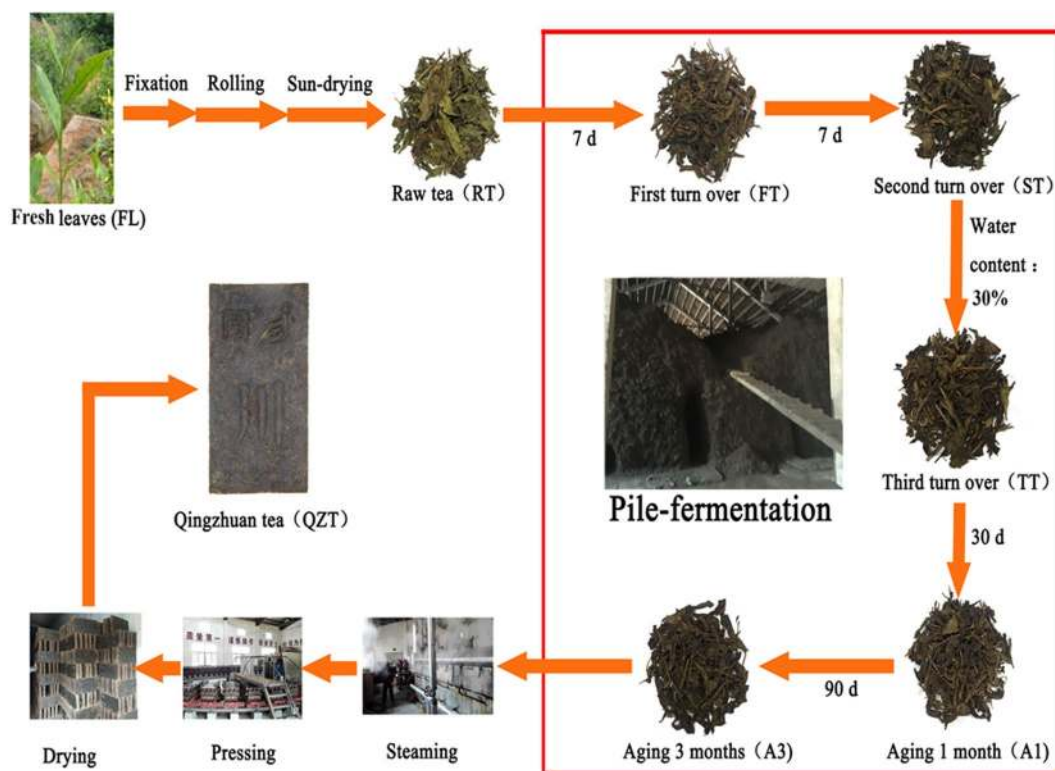 Fixation
Rolling
Sun-drying
Fresh leaves (FL)
Raw tea（RT）
7 d
First turn over（FT）
7 d
Second turn over（ST）
Water
content：
30%
Third turn over（TT）
Pile-fermentation
30 d
Aging 1 month（A1）
90 d
Aging 3 months（A3）
Steaming
Pressing
Drying
川
Qingzhuan tea（QZT）